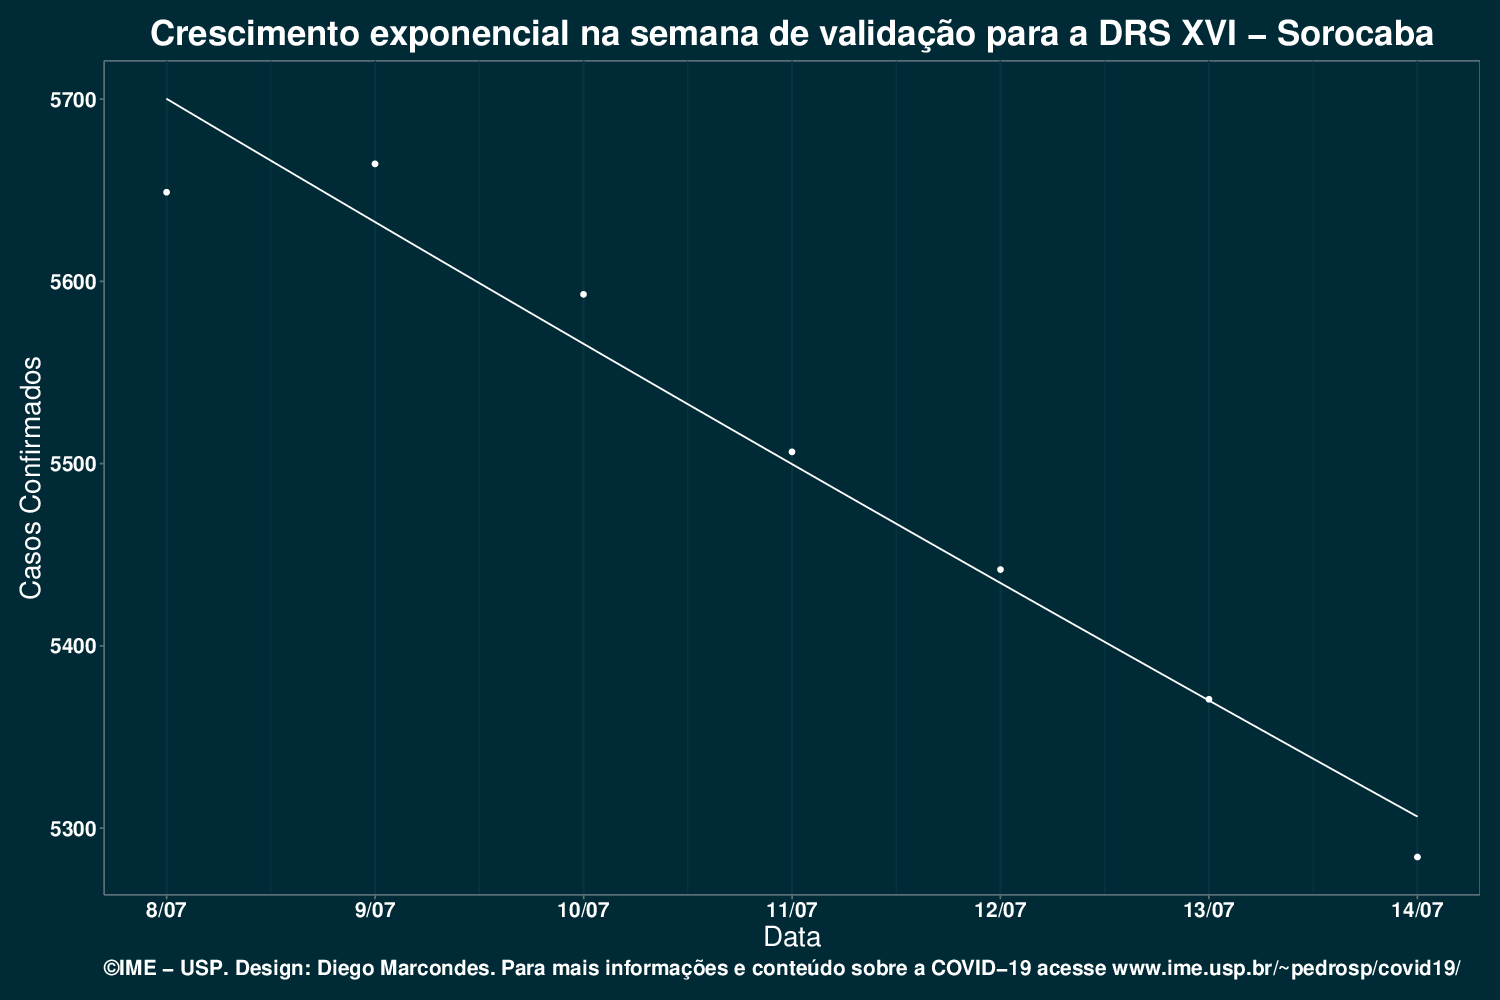 Crescimento exponencial na semana de validação para a DRS XVI – Sorocaba
5700
5600
5500
5400
5300
Casos Confirmados
8/07 9/07 10/07 11/07 12/07 13/07 14/07
Data
©IME – USP. Design: Diego Marcondes. Para mais informações e conteúdo sobre a COVID–19 acesse www.ime.usp.br/~pedrosp/covid19/